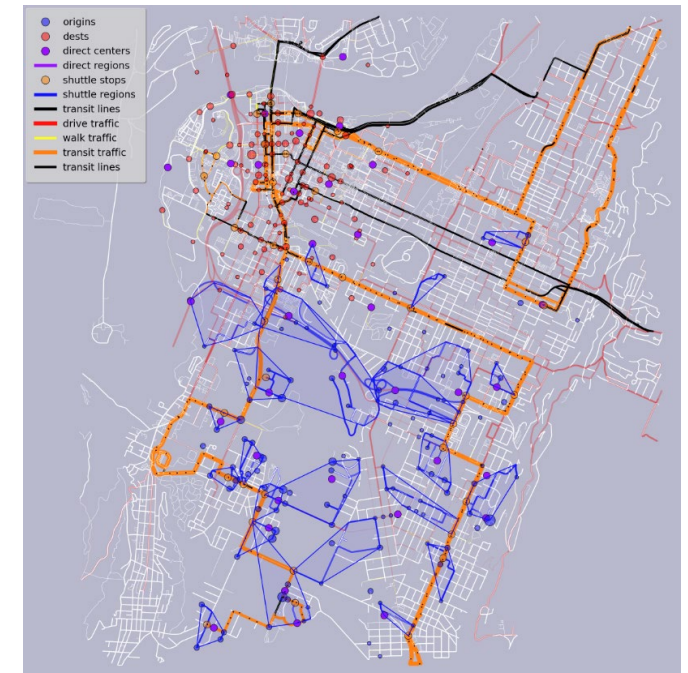 origins
dests
direct centers
direct regions
shuttle stops
shuttle regions
transit lines
drive traffic
walk traffic
transit traffic
transit lines